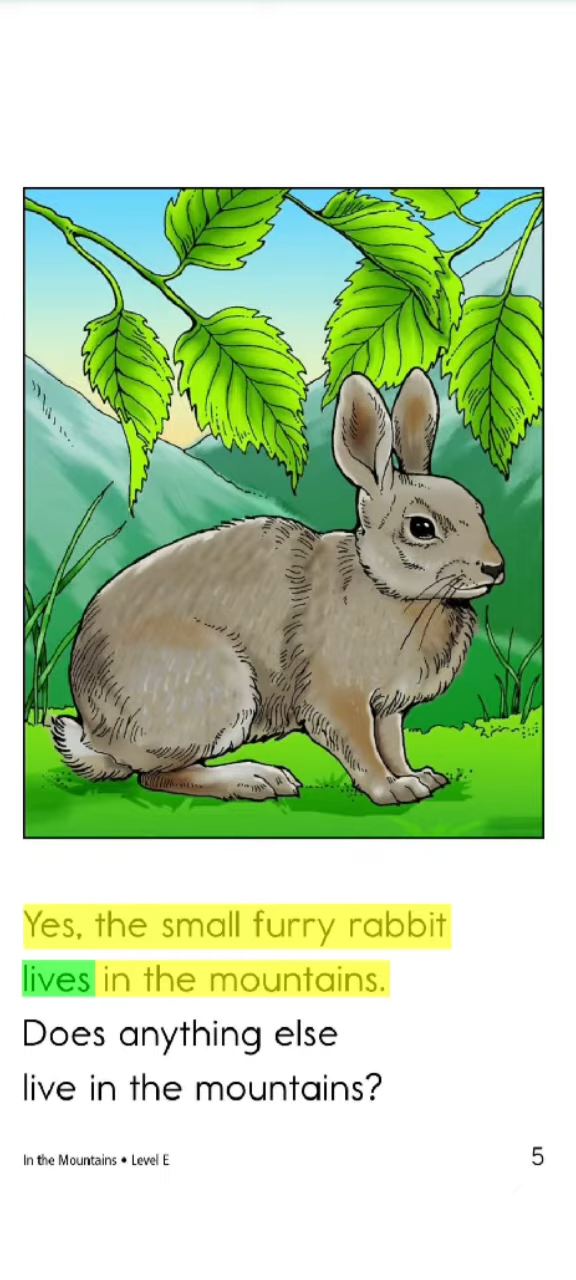 Yes, the small furry rabbit
lives in the mountains.
Does anything else
live in the mountains?
In the Mountains • Level E
5